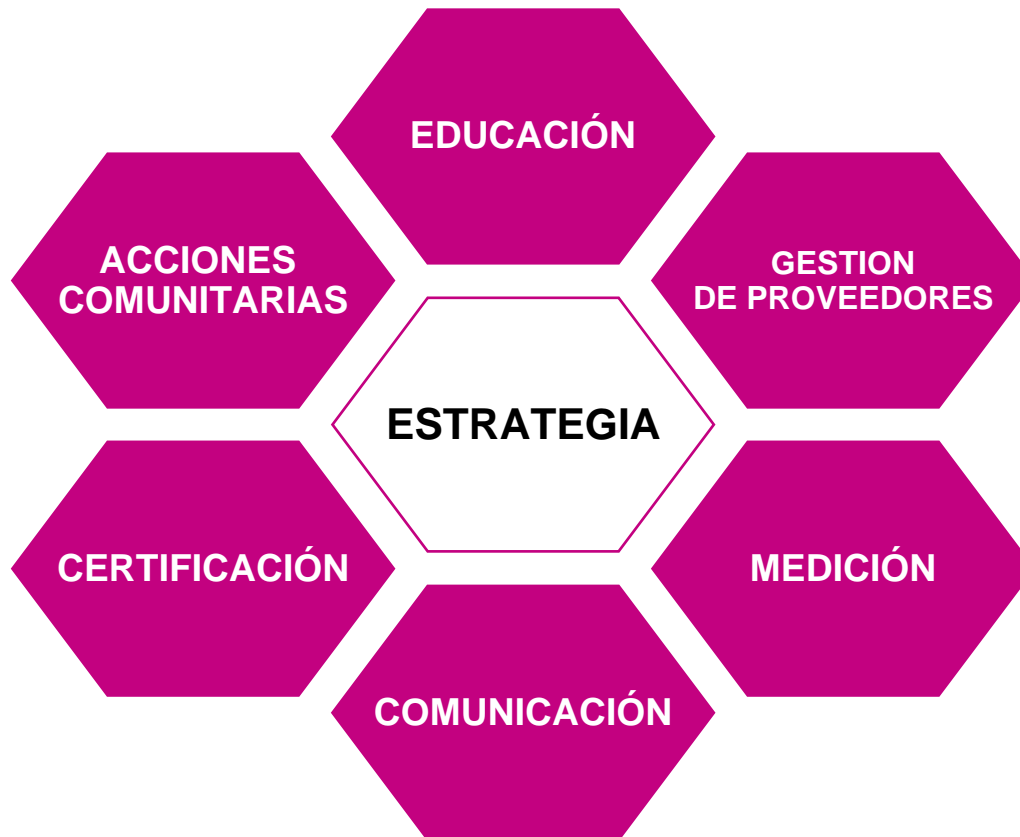 EDUCACIÓN
ACCIONES
COMUNITARIAS
GESTION
DE PROVEEDORES
ESTRATEGIA
CERTIFICACIÓN
MEDICIÓN
COMUNICACIÓN